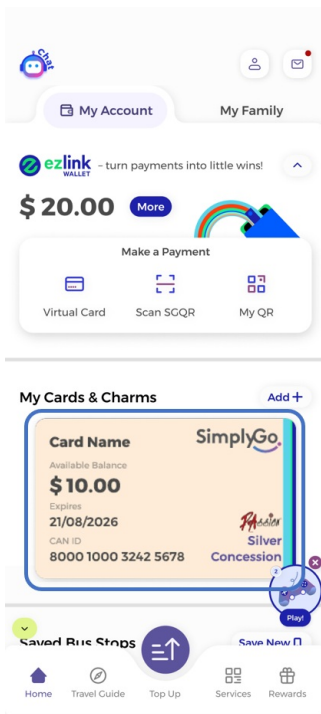 Chat
My Account
My Family
ezlink
WALLET
– turn payments into little wins!
$ 20.00
More
Make a Payment
Virtual Card
Scan SGQR
My QR
My Cards & Charms
Add +
Card Name
SimplyGo.
Available Balance
$ 10.00
Expires
21/08/2026
PAssion
Silver
CAN ID
8000 1000 3242 5678
Concession
2
Play!
Saved Bus Stops
Save New
Home
Travel Guide
Top Up
Services
Rewards